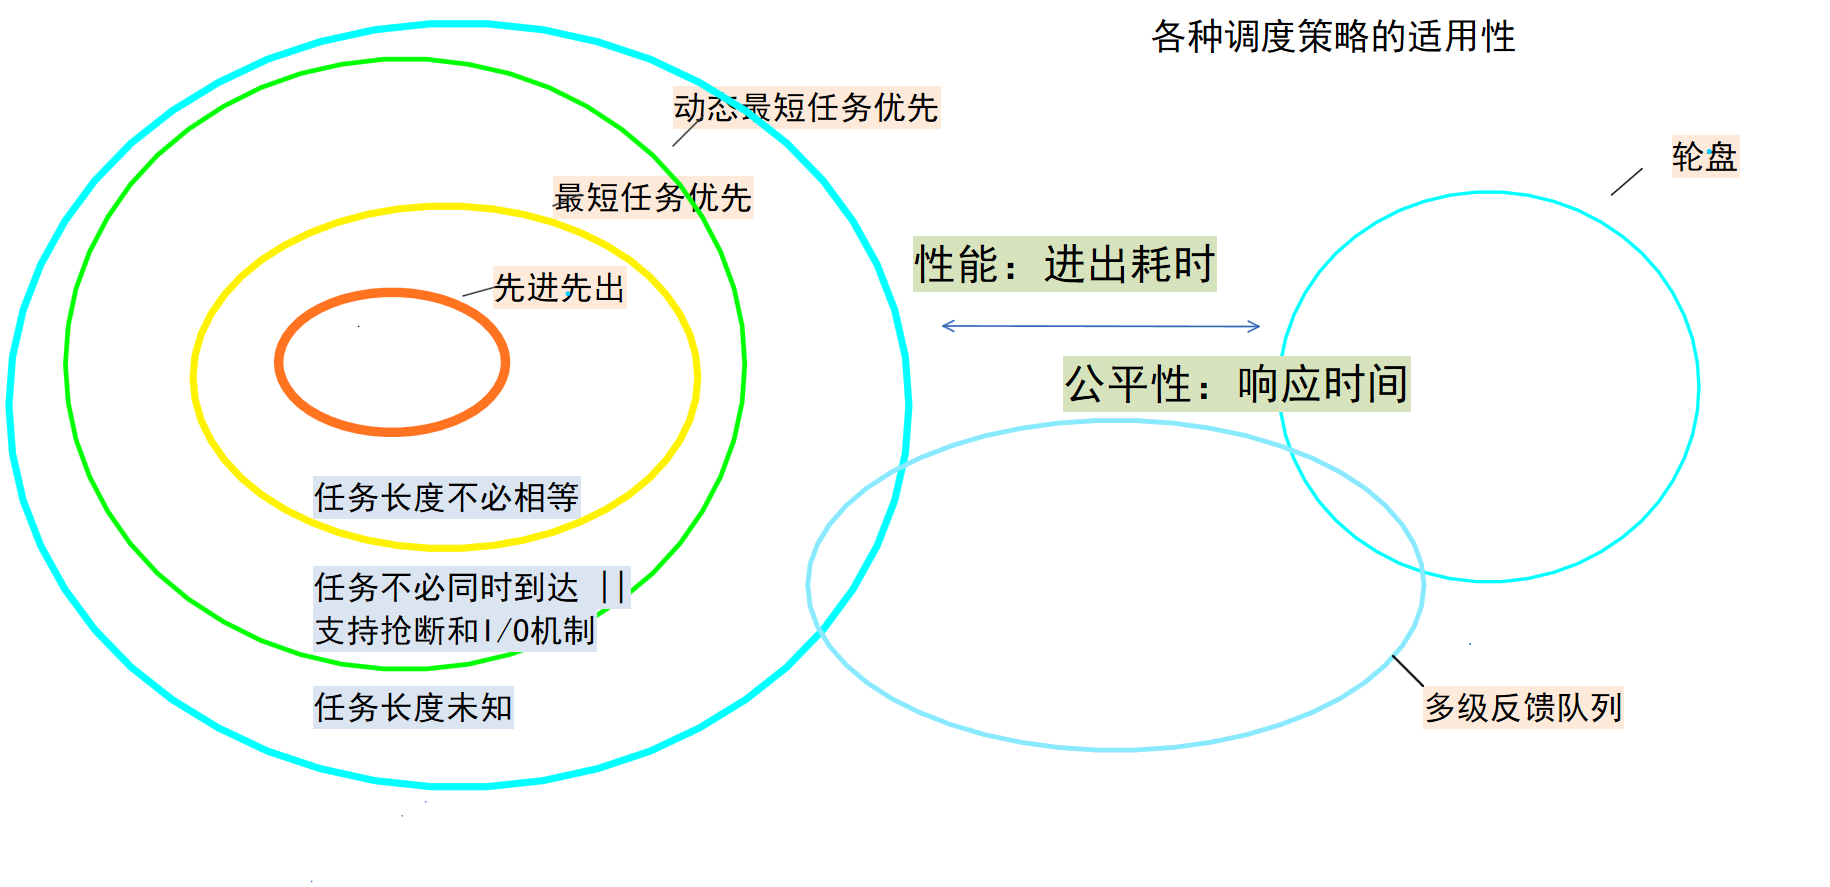 各种调度策略的适用性
动态最短任务优先
轮盘
最短任务优先
性能：进出耗时
先进先出
公平性：响应时间
任务长度不必相等
任务不必同时到达 ||
支持抢断和I/O机制
任务长度未知
多级反馈队列